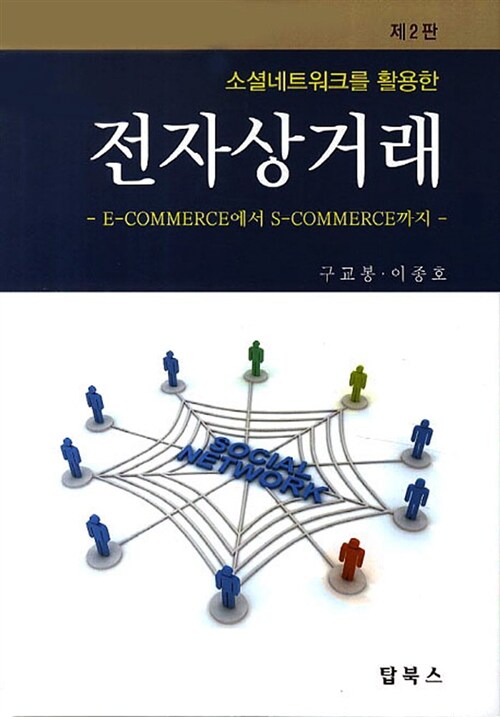 제2판
소셜네트워크를 활용한
전자상거래
- E-COMMERCE에서 S-COMMERCE까지 -
구교봉·이종호
SOCIAL
NETWORK
탑북스